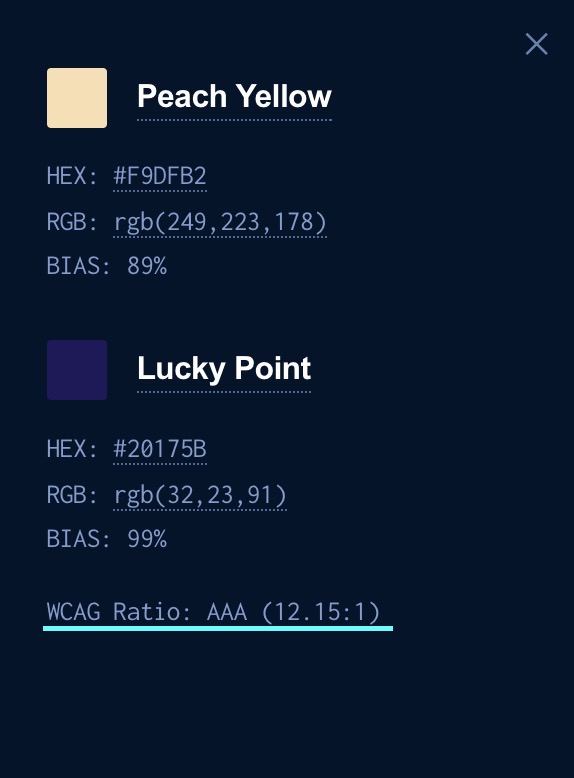 Peach Yellow
HEX: #F9DFB2
RGB: rgb(249,223,178)
BIAS: 89%
Lucky Point
HEX: #20175B
RGB: rgb(32,23,91)
BIAS: 99%
WCAG Ratio: AAA (12.15:1)